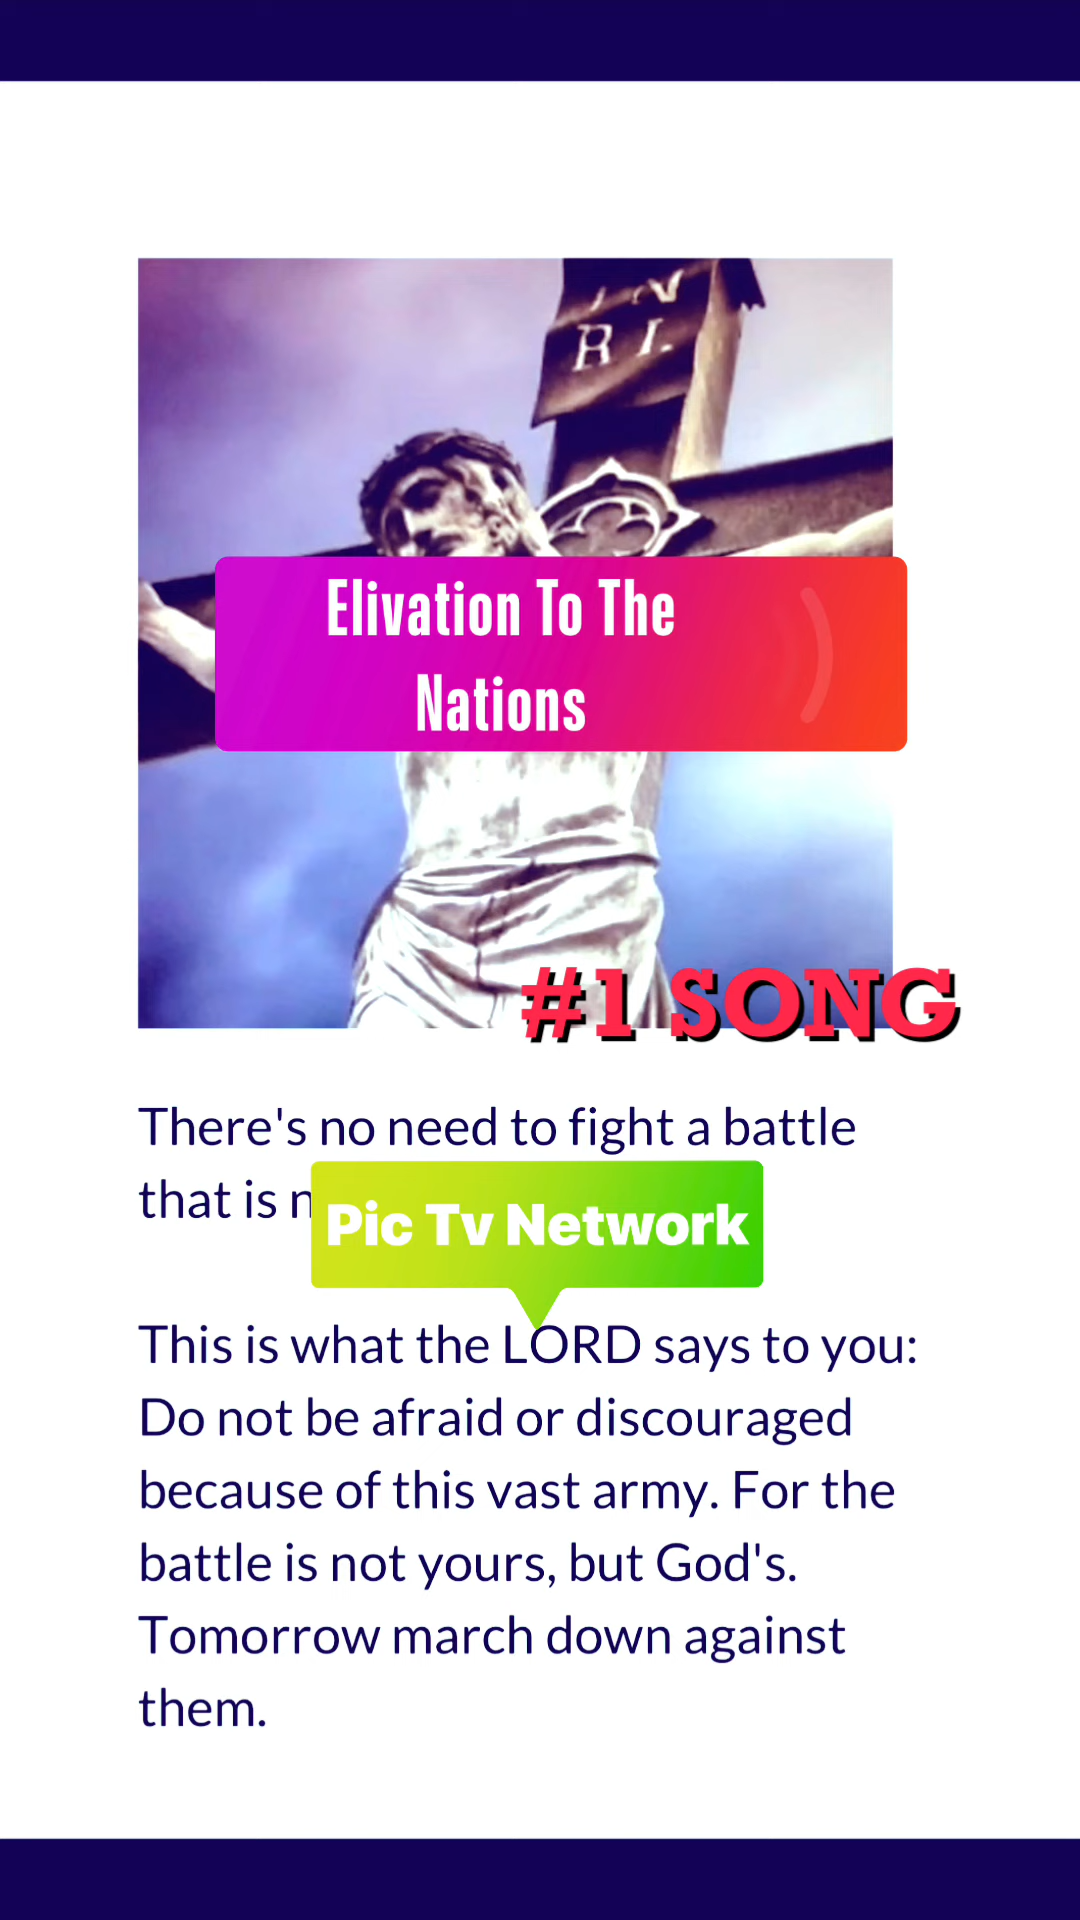 I N
R I.
Elivation To The
Nations
#1 SONG
There's no need to fight a battle
that is
Pic Tv Network
This is what the LORD says to you:
Do not be afraid or discouraged
because of this vast army. For the
battle is not yours, but God's.
Tomorrow march down against
them.